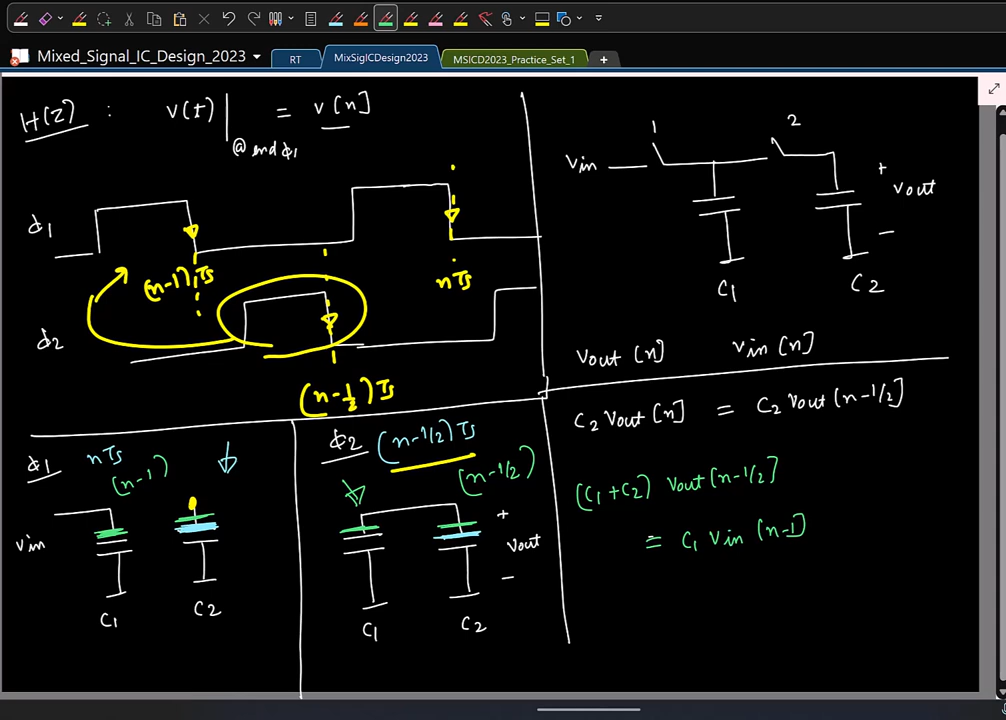 Mixed_Signal_IC_Design_2023
RT
MixSigICDesign2023
MSICD2023_Practice_Set_1
H(Z) : v(t)| = v[n]
@ end ϕ1
ϕ1
(n-1)Ts
nTs
ϕ2
(n-½)Ts
1
2
Vin
+
Vout
-
C1
C2
Vout [n] Vin [n]
C2 Vout[n] = C2 Vout(n-1/2]
(C1+C2) Vout[n-1/2]
= C1 Vin (n-1]
ϕ1 nTs
(n-1)
Vin
C1
C2
ϕ2 (n-1/2)Ts
(n-1/2)
+
Vout
-
C1
C2